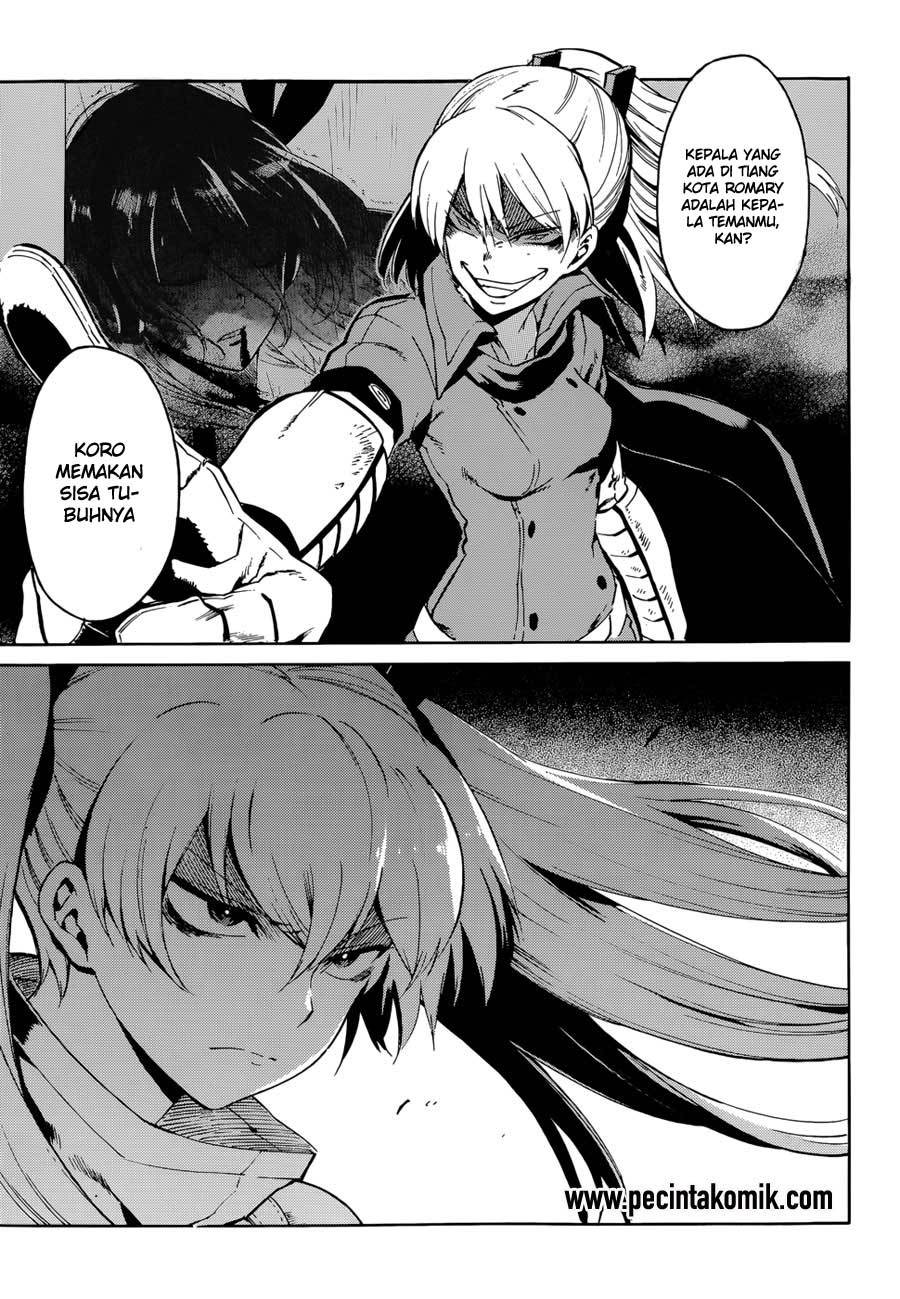 KEPALA YANG
ADA DI TIANG
KOTA ROMARY
ADALAH KEPA-
LA TEMANMU,
KAN?
KORO
MEMAKAN
SISA TU-
BUHNYA
www.pecintakomik.com